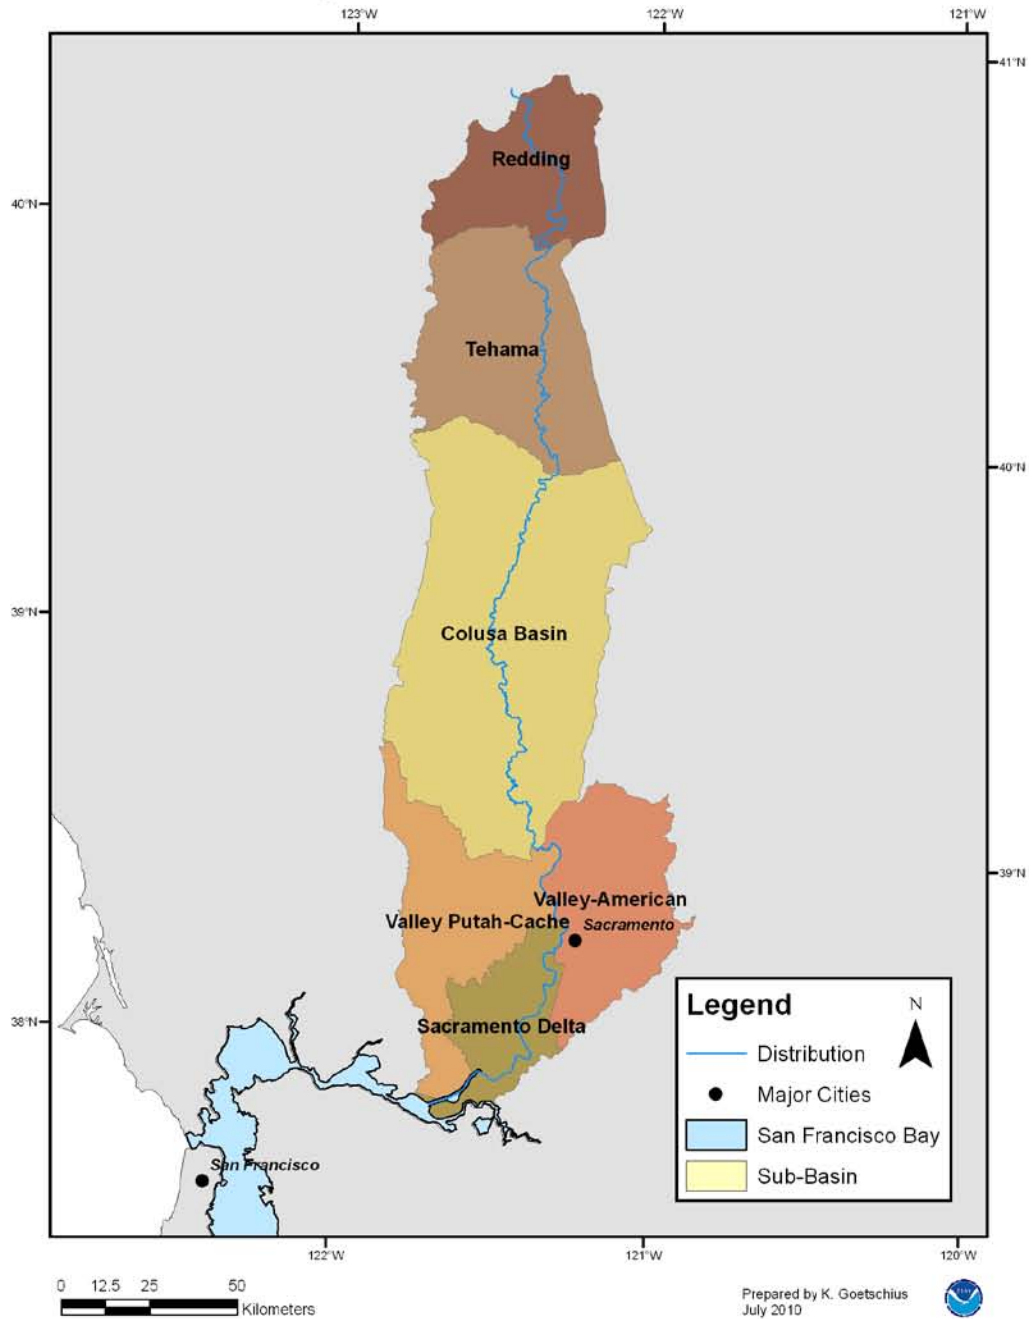 123°W
122°W
121°W
41°N
Redding
40°N
Tehama
40°N
39°N
Colusa Basin
39°N
Valley-American
Valley Putah-Cache
Sacramento
38°N
Sacramento Delta
San Francisco
Legend
N
Distribution
Major Cities
San Francisco Bay
Sub-Basin
122°W
121°W
120°W
0 12.5 25 50
Kilometers
Prepared by K. Goetschius
July 2010